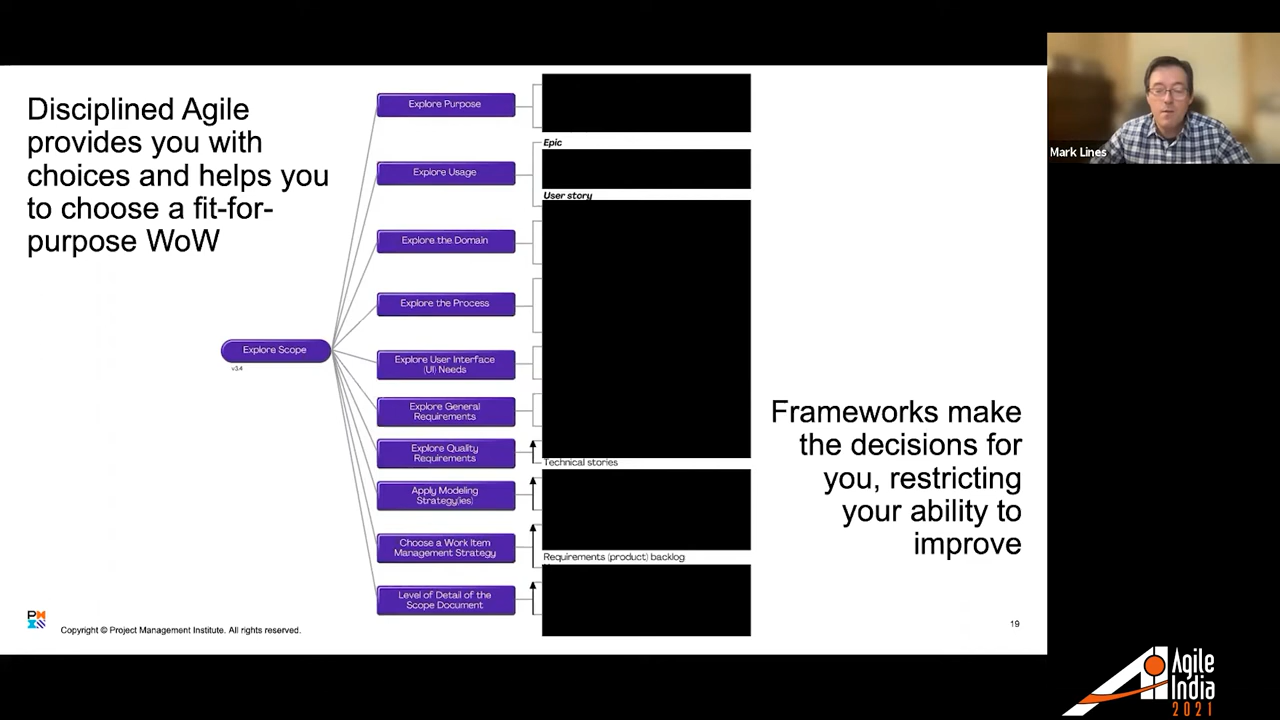 Disciplined Agile
provides you with
choices and helps you
to choose a fit-for-
purpose WoW
Explore Scope
v3.4
Explore Purpose
Explore Usage
Explore the Domain
Explore the Process
Explore User Interface
(UI) Needs
Explore General
Requirements
Explore Quality
Requirements
Apply Modeling
Strategy(ies)
Choose a Work Item
Management Strategy
Level of Detail of the
Scope Document
Epic
User story
Technical stories
Requirements (product) backlog
Frameworks make
the decisions for
you, restricting
your ability to
improve
Copyright © Project Management Institute. All rights reserved.
19
Mark Lines
Agile
India
2021